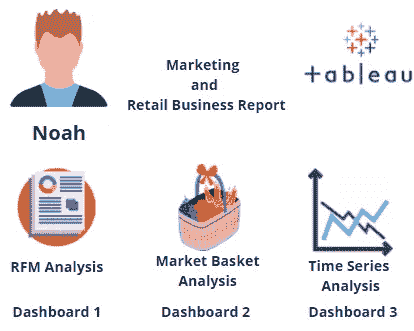 Marketing
and
Retail Business Report
+ableau
Noah
RFM Analysis
Market Basket
Analysis
Time Series
Analysis
Dashboard 1
Dashboard 2
Dashboard 3